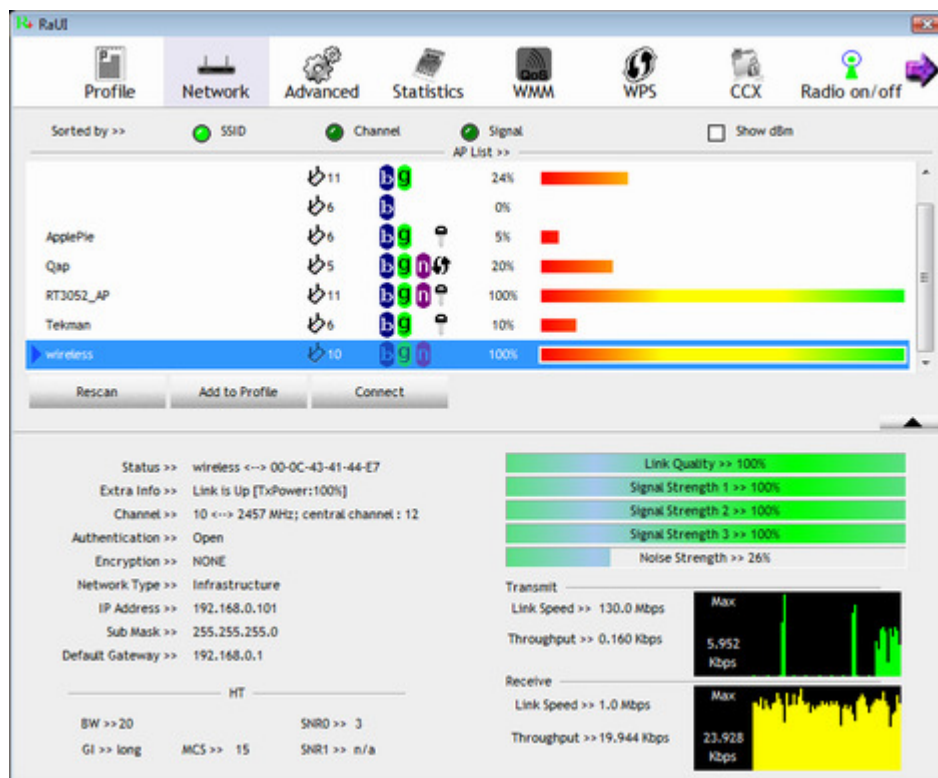 RaUI
Profile Network Advanced Statistics WMM WPS CCX Radio on/off
QoS
Sorted by >> SSID Channel Signal Show dBm
AP List >>
11 b g 24%
6 b 0%
ApplePie 6 b g 5%
Qap 5 b g n 20%
RT3052_AP 11 b g n 100%
Tekman 6 b g 10%
wireless 10 b g n 100%
Rescan Add to Profile Connect
Status >> wireless <--> 00-0C-43-41-44-E7
Extra Info >> Link is Up [TxPower:100%]
Channel >> 10 <--> 2457 MHz; central channel : 12
Authentication >> Open
Encryption >> NONE
Network Type >> Infrastructure
IP Address >> 192.168.0.101
Sub Mask >> 255.255.255.0
Default Gateway >> 192.168.0.1
HT
BW >> 20 SNR0 >> 3
GI >> long MCS >> 15 SNR1 >> n/a
Link Quality >> 100%
Signal Strength 1 >> 100%
Signal Strength 2 >> 100%
Signal Strength 3 >> 100%
Noise Strength >> 26%
Transmit
Link Speed >> 130.0 Mbps
Throughput >> 0.160 Kbps
Max
5.952
Kbps
Receive
Link Speed >> 1.0 Mbps
Throughput >> 19.944 Kbps
Max
23.928
Kbps